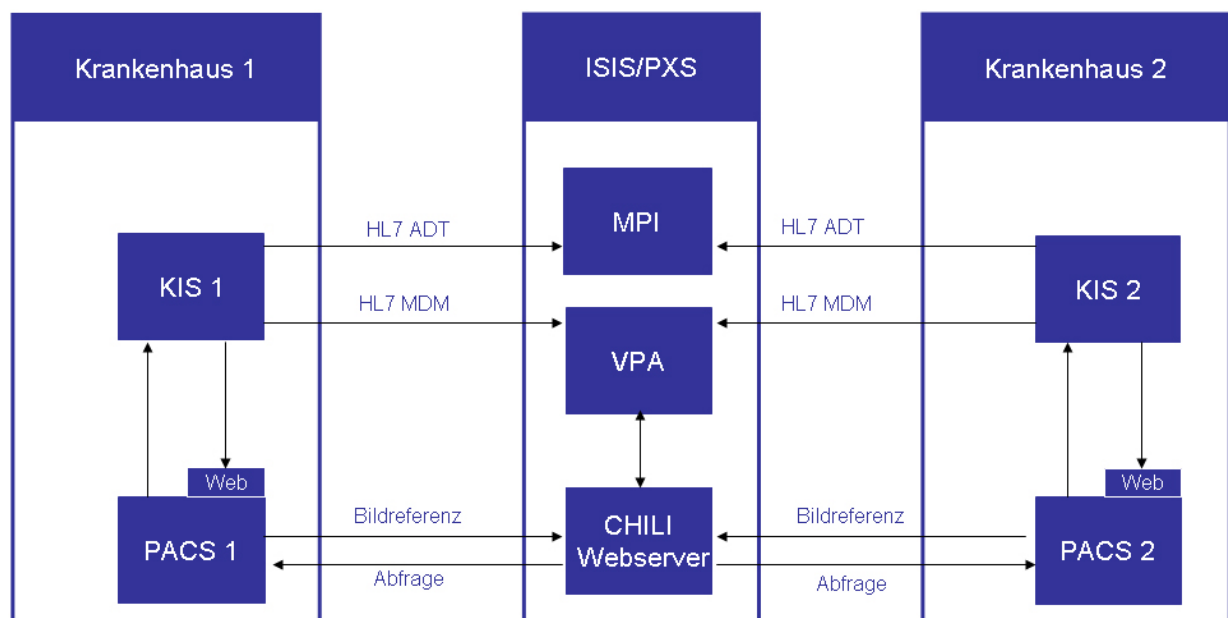 Krankenhaus 1
ISIS/PXS
Krankenhaus 2
MPI
HL7 ADT
HL7 ADT
KIS 1
KIS 2
HL7 MDM
HL7 MDM
VPA
Web
Web
Bildreferenz
CHILI
Webserver
Bildreferenz
PACS 1
PACS 2
Abfrage
Abfrage